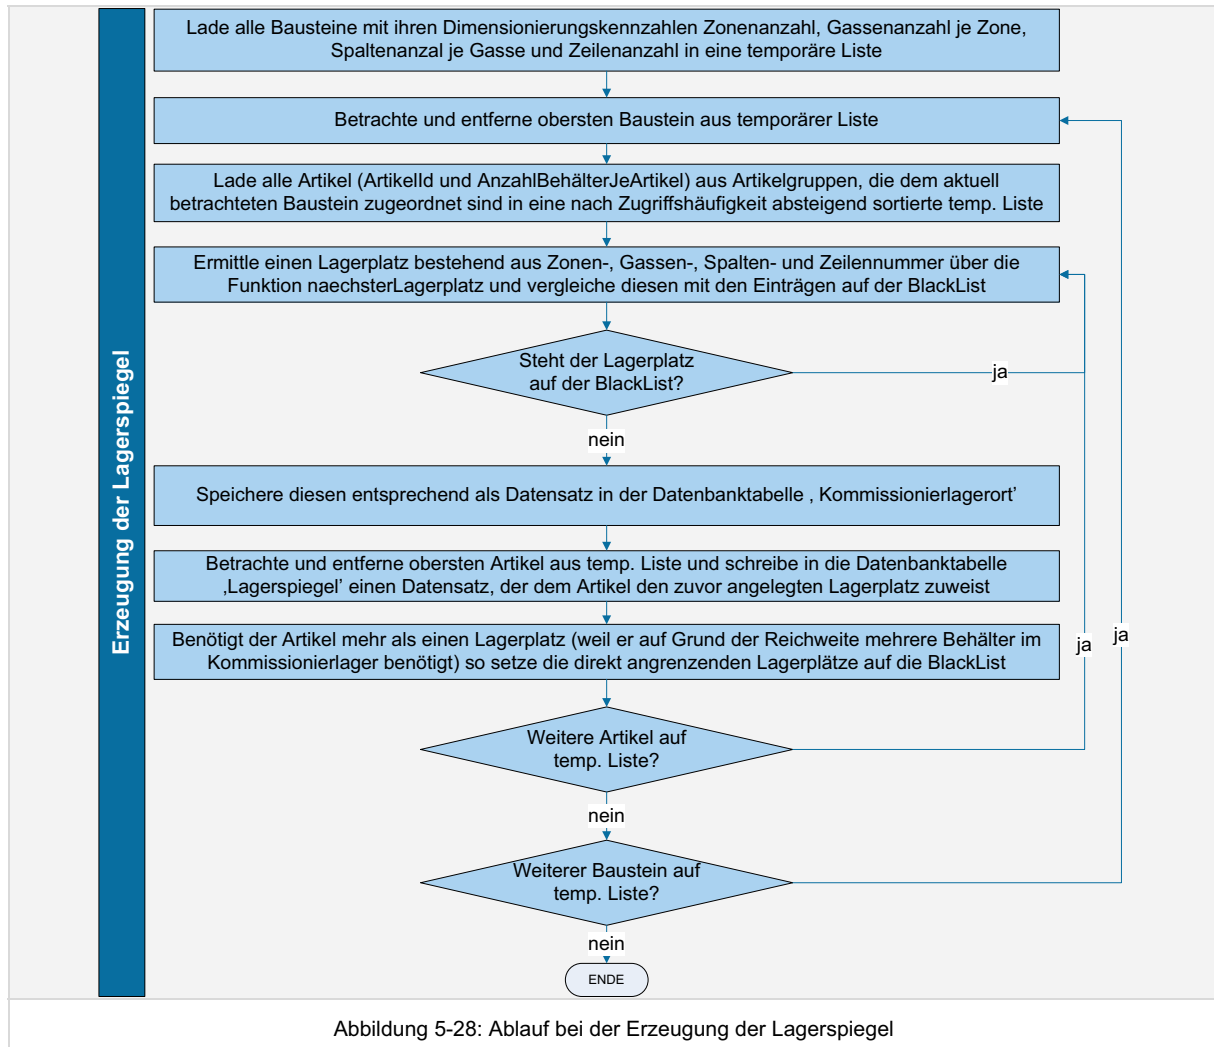 Erzeugung der Lagerspiegel
Lade alle Bausteine mit ihren Dimensionierungskennzahlen Zonenanzahl, Gassenanzahl je Zone,
Spaltenanzal je Gasse und Zeilenanzahl in eine temporäre Liste
Betrachte und entferne obersten Baustein aus temporärer Liste
Lade alle Artikel (ArtikelId und AnzahlBehälterJeArtikel) aus Artikelgruppen, die dem aktuell
betrachteten Baustein zugeordnet sind in eine nach Zugriffshäufigkeit absteigend sortierte temp. Liste
Ermittle einen Lagerplatz bestehend aus Zonen-, Gassen-, Spalten- und Zeilennummer über die
Funktion naechsterLagerplatz und vergleiche diesen mit den Einträgen auf der BlackList
Steht der Lagerplatz
auf der BlackList?
ja
nein
Speichere diesen entsprechend als Datensatz in der Datenbanktabelle , Kommissionierlagerort’
Betrachte und entferne obersten Artikel aus temp. Liste und schreibe in die Datenbanktabelle
‚Lagerspiegel’ einen Datensatz, der dem Artikel den zuvor angelegten Lagerplatz zuweist
Benötigt der Artikel mehr als einen Lagerplatz (weil er auf Grund der Reichweite mehrere Behälter im
Kommissionierlager benötigt) so setze die direkt angrenzenden Lagerplätze auf die BlackList
ja
ja
Weitere Artikel auf
temp. Liste?
nein
Weiterer Baustein auf
temp. Liste?
nein
ENDE
Abbildung 5-28: Ablauf bei der Erzeugung der Lagerspiegel